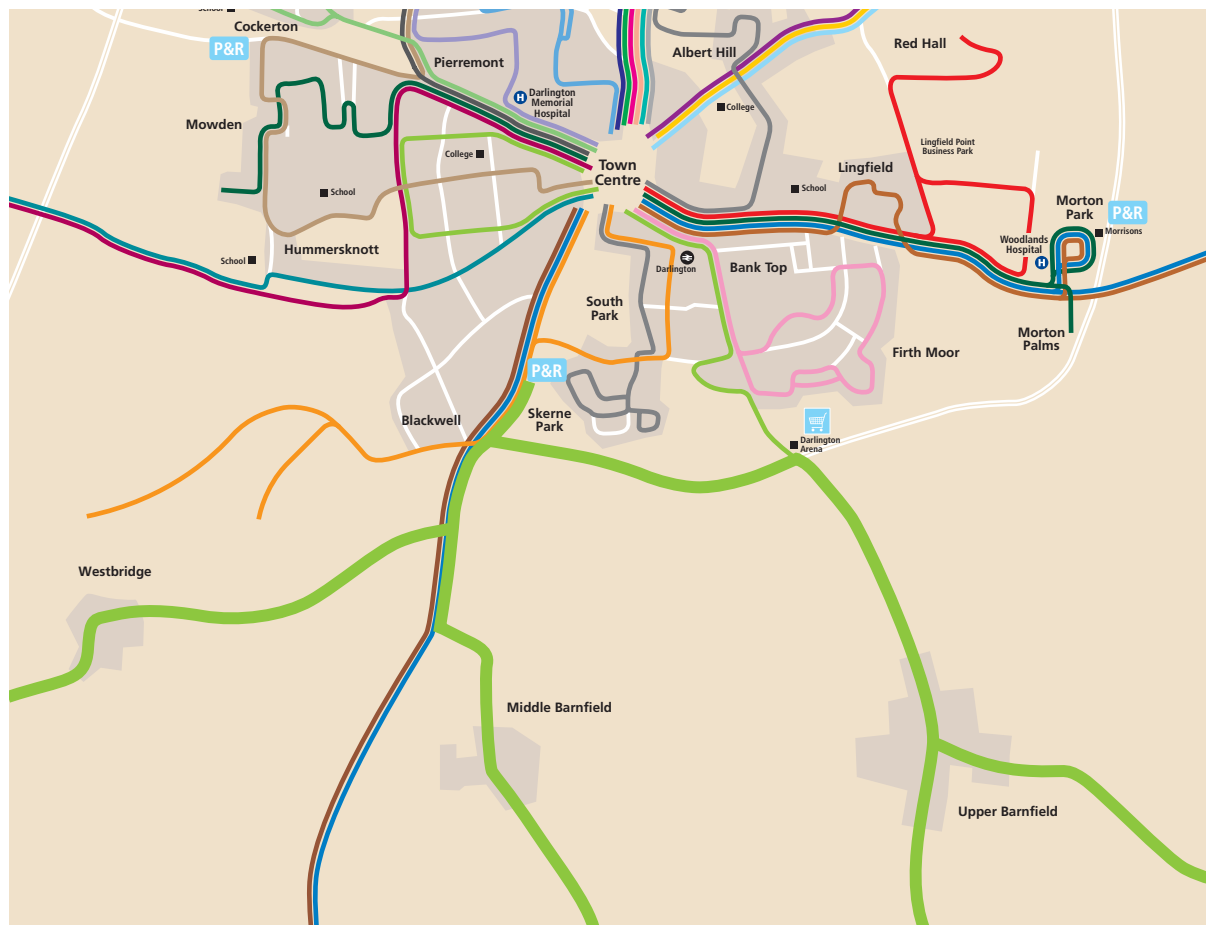 School
Cockerton
P&R
Pierremont
Albert Hill
Red Hall
H
Darlington
Memorial
Hospital
College
Mowden
College
Lingfield Point
Business Park
Town
Centre
Lingfield
School
School
Morton
Park
P&R
Morrisons
Hummersknott
School
Woodlands
Hospital
H
Darlington
Bank Top
South
Park
Morton
Palms
Firth Moor
P&R
Blackwell
Skerne
Park
Darlington
Arena
Westbridge
Middle Barnfield
Upper Barnfield